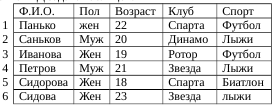 Ф.И.О. Пол Возраст Клуб Спорт
1 Панько жен 22 Спарта Футбол
2 Саньков Муж 20 Динамо Лыжи
3 Иванова Жен 19 Ротор Футбол
4 Петров Муж 21 Звезда Лыжи
5 Сидорова Жен 18 Спарта Биатлон
6 Сидова Жен 23 Звезда лыжи